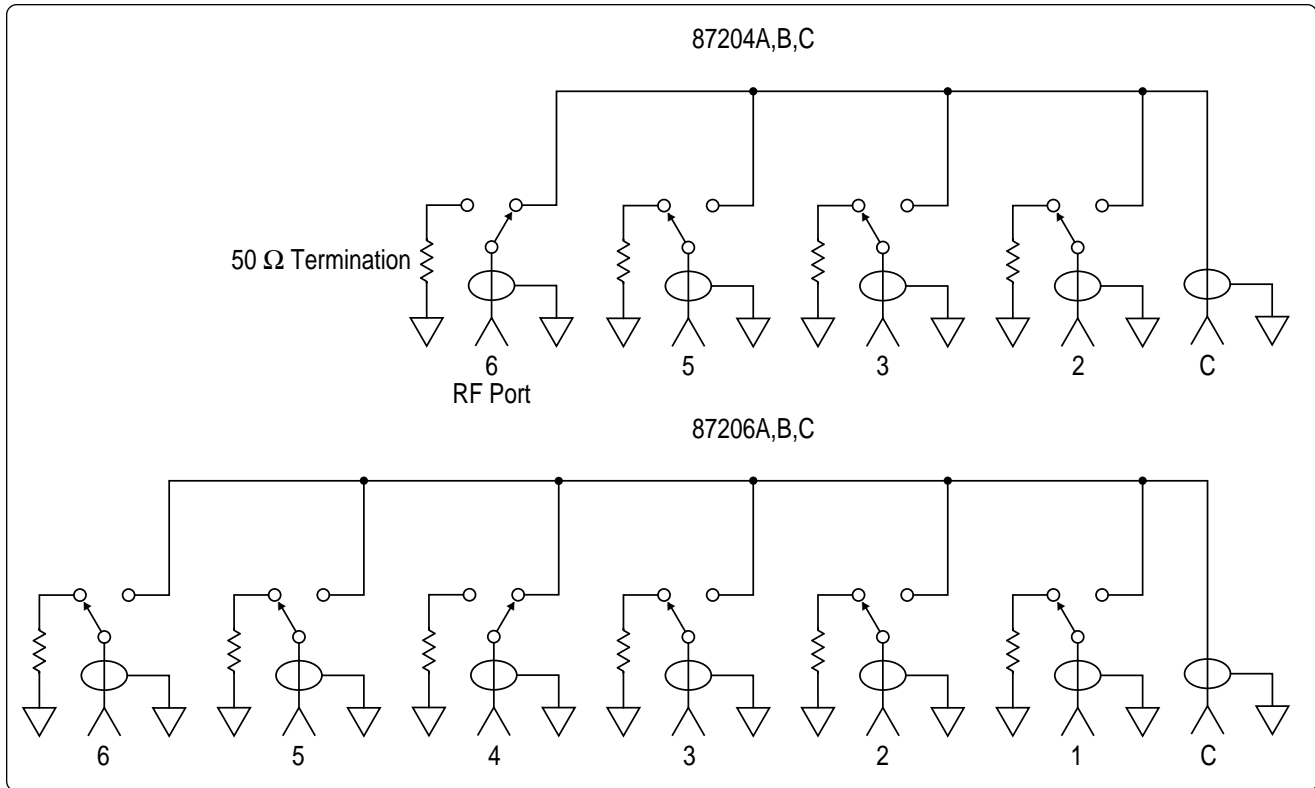 87204A,B,C
50 Ω Termination
6 5 3 2 C
RF Port
87206A,B,C
6 5 4 3 2 1 C